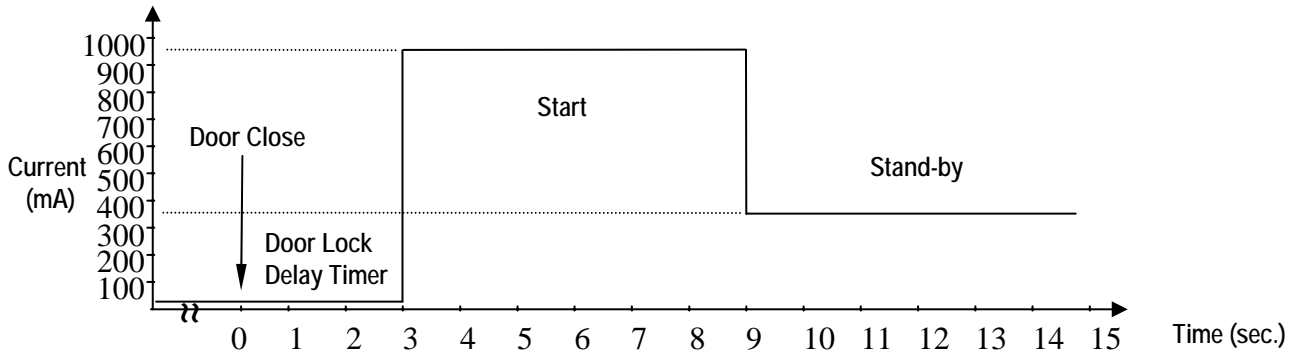 1000
900
800
700
600
500
400
300
200
100
Current
(mA)
Door Close
Door Lock
Delay Timer
Start
Stand-by
0 1 2 3 4 5 6 7 8 9 10 11 12 13 14 15
Time (sec.)